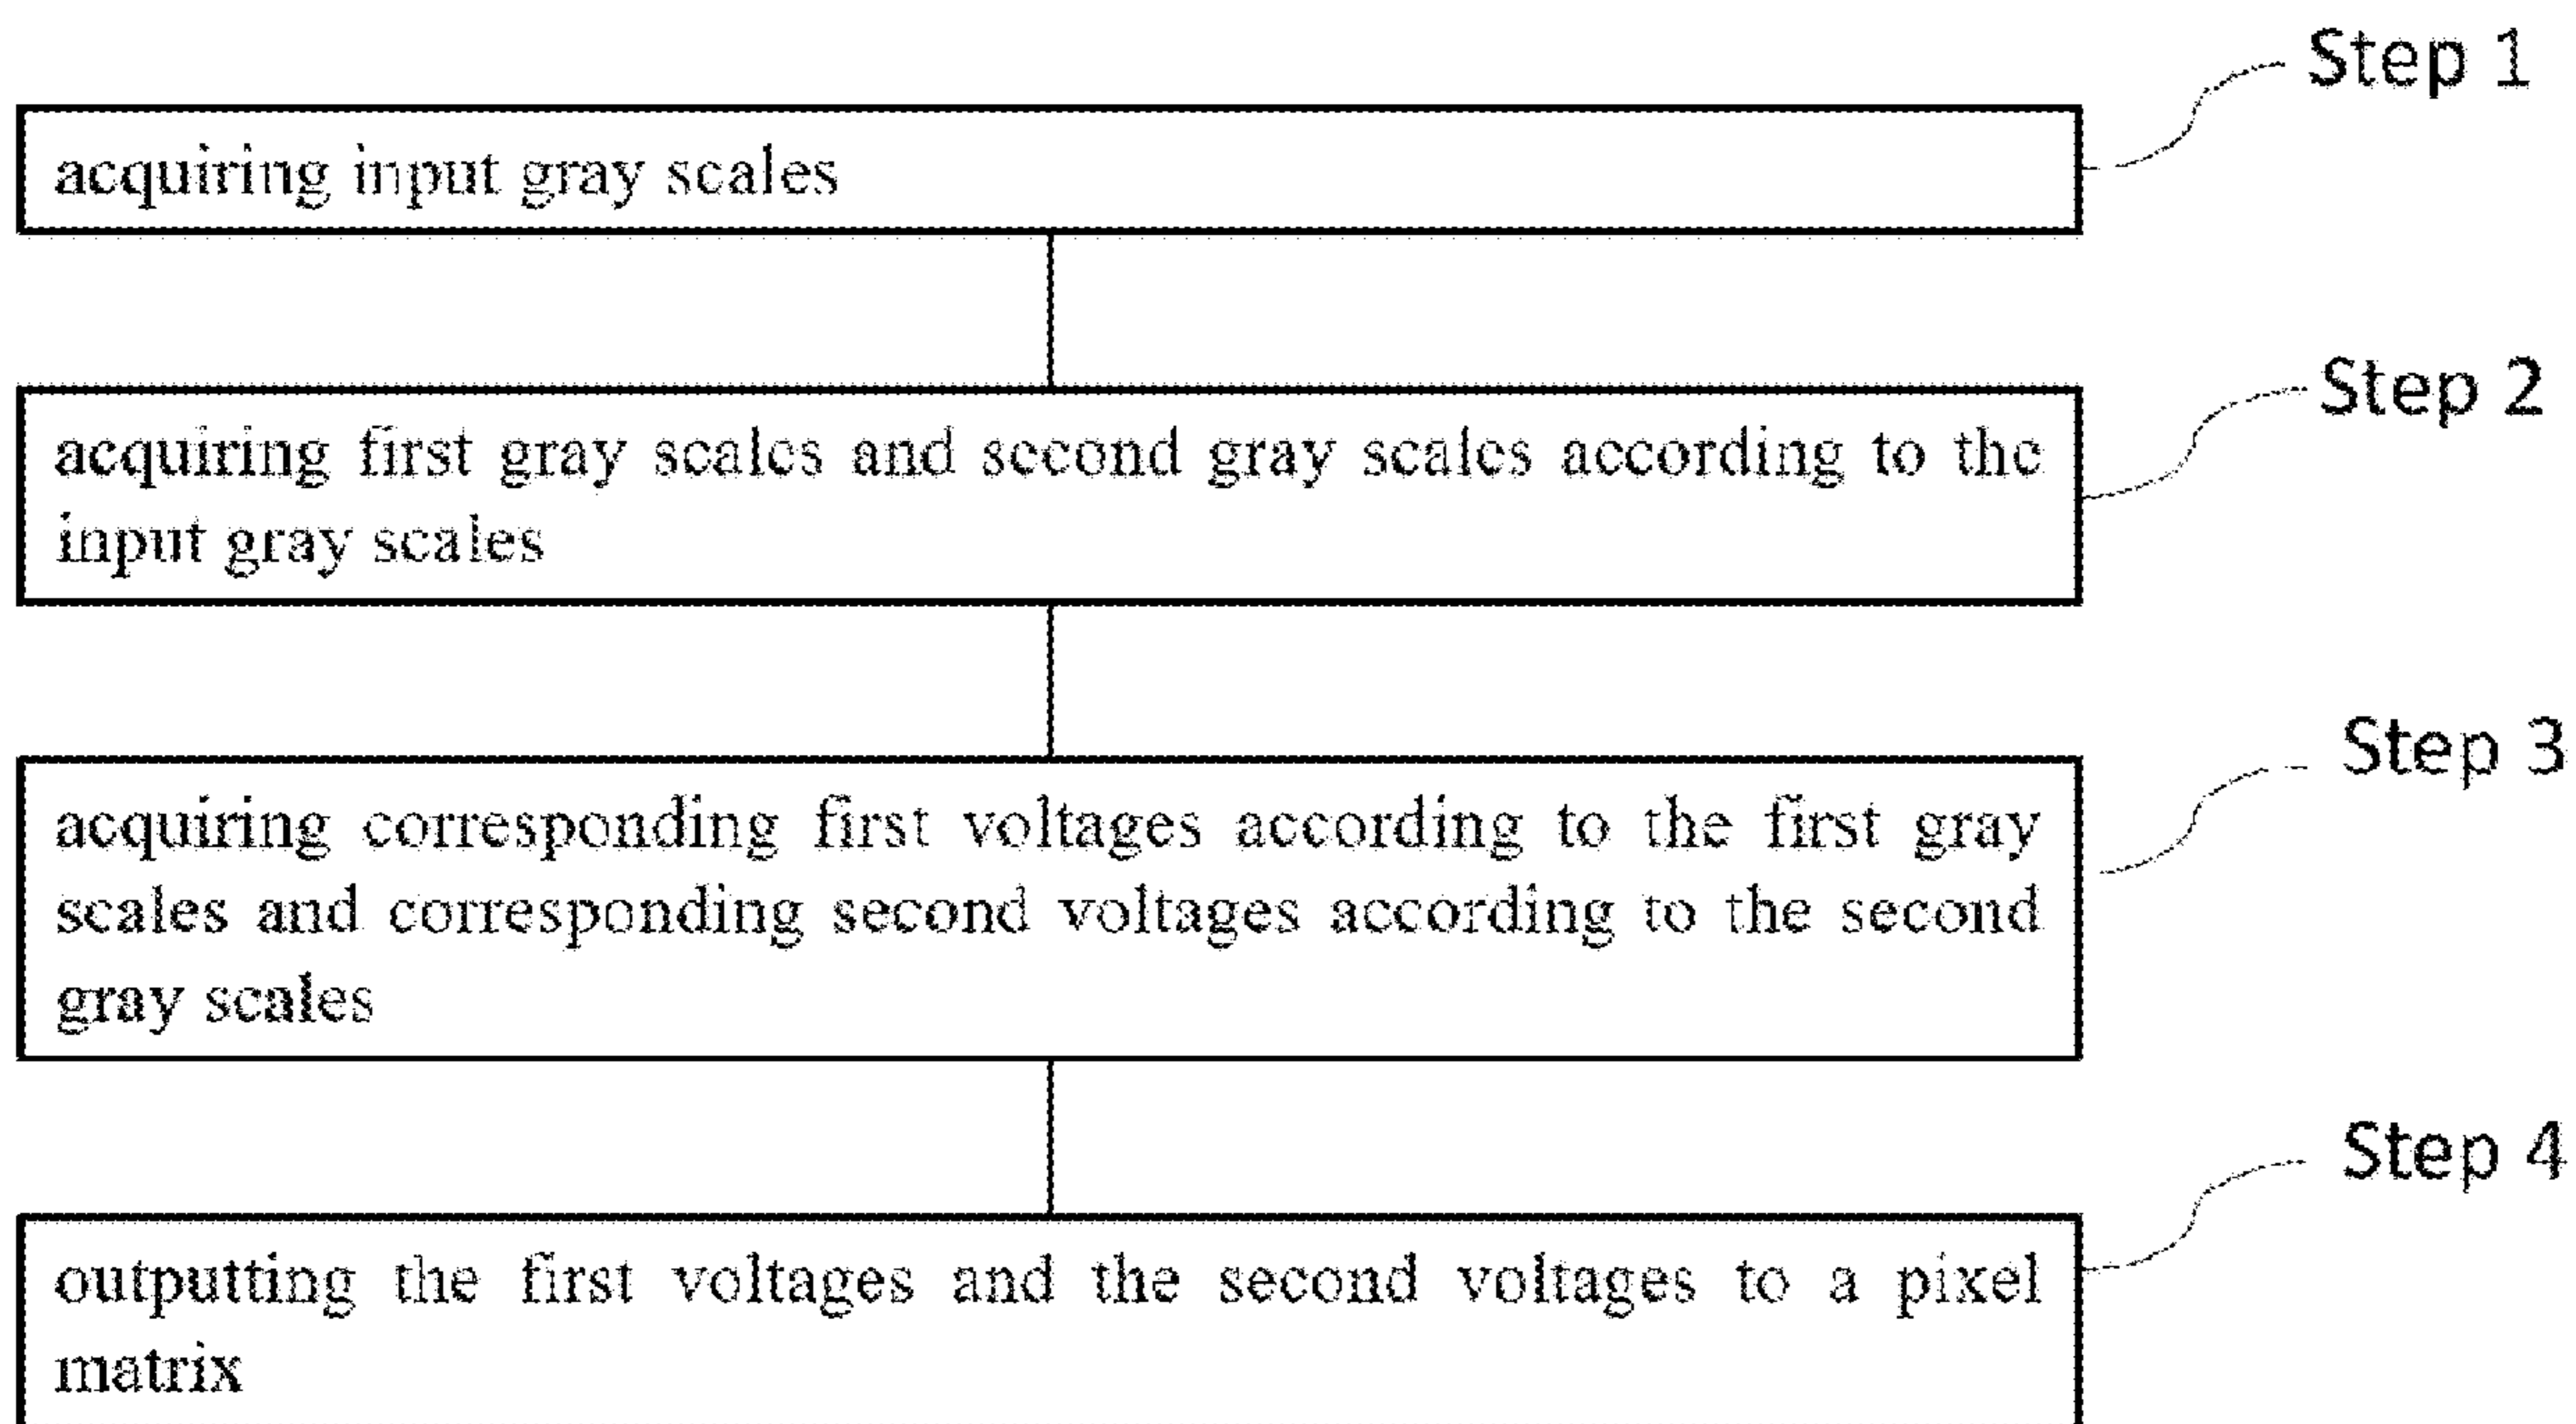 Step 1
acquiring input gray scales
Step 2
acquiring first gray scales and second gray scales according to the
input gray scales
Step 3
acquiring corresponding first voltages according to the first gray
scales and corresponding second voltages according to the second
gray scales
Step 4
outputting the first voltages and the second voltages to a pixel
matrix